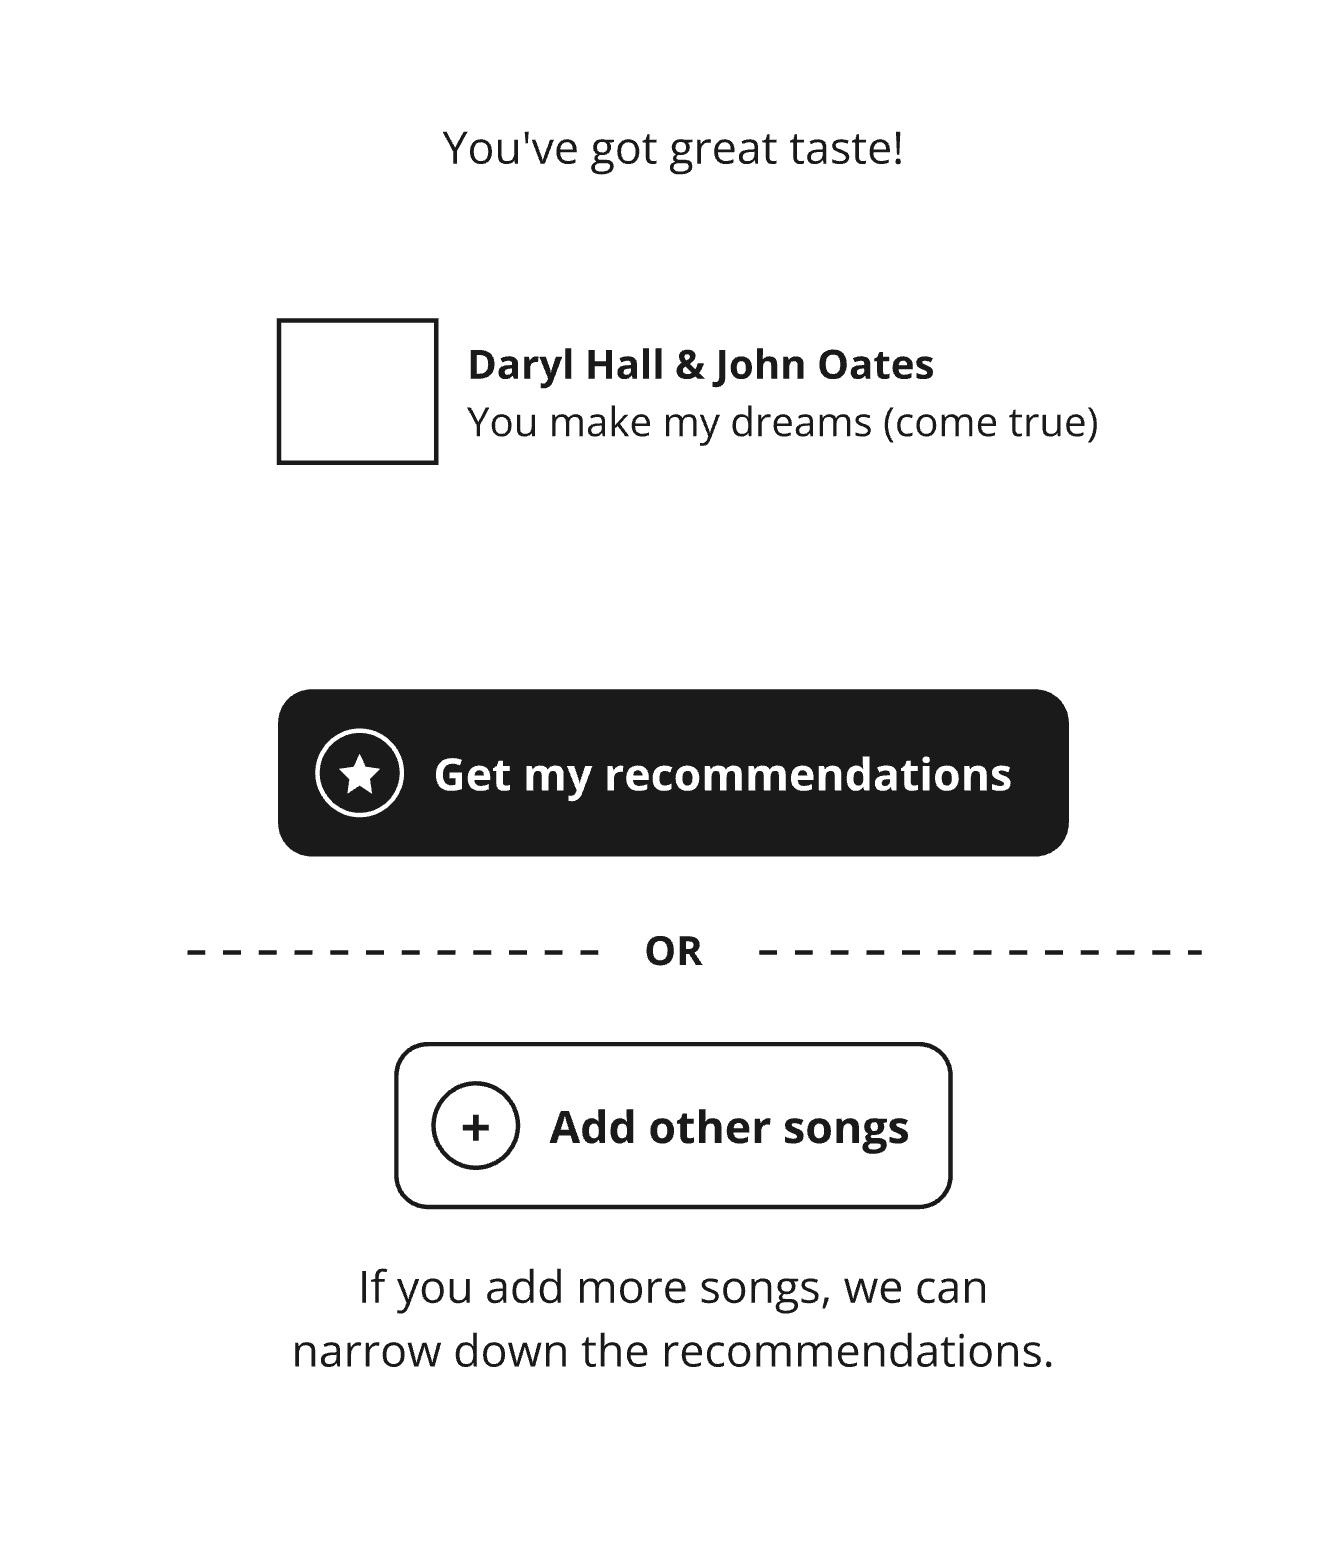 You've got great taste!
Daryl Hall & John Oates
You make my dreams (come true)
Get my recommendations
OR
Add other songs
If you add more songs, we can
narrow down the recommendations.